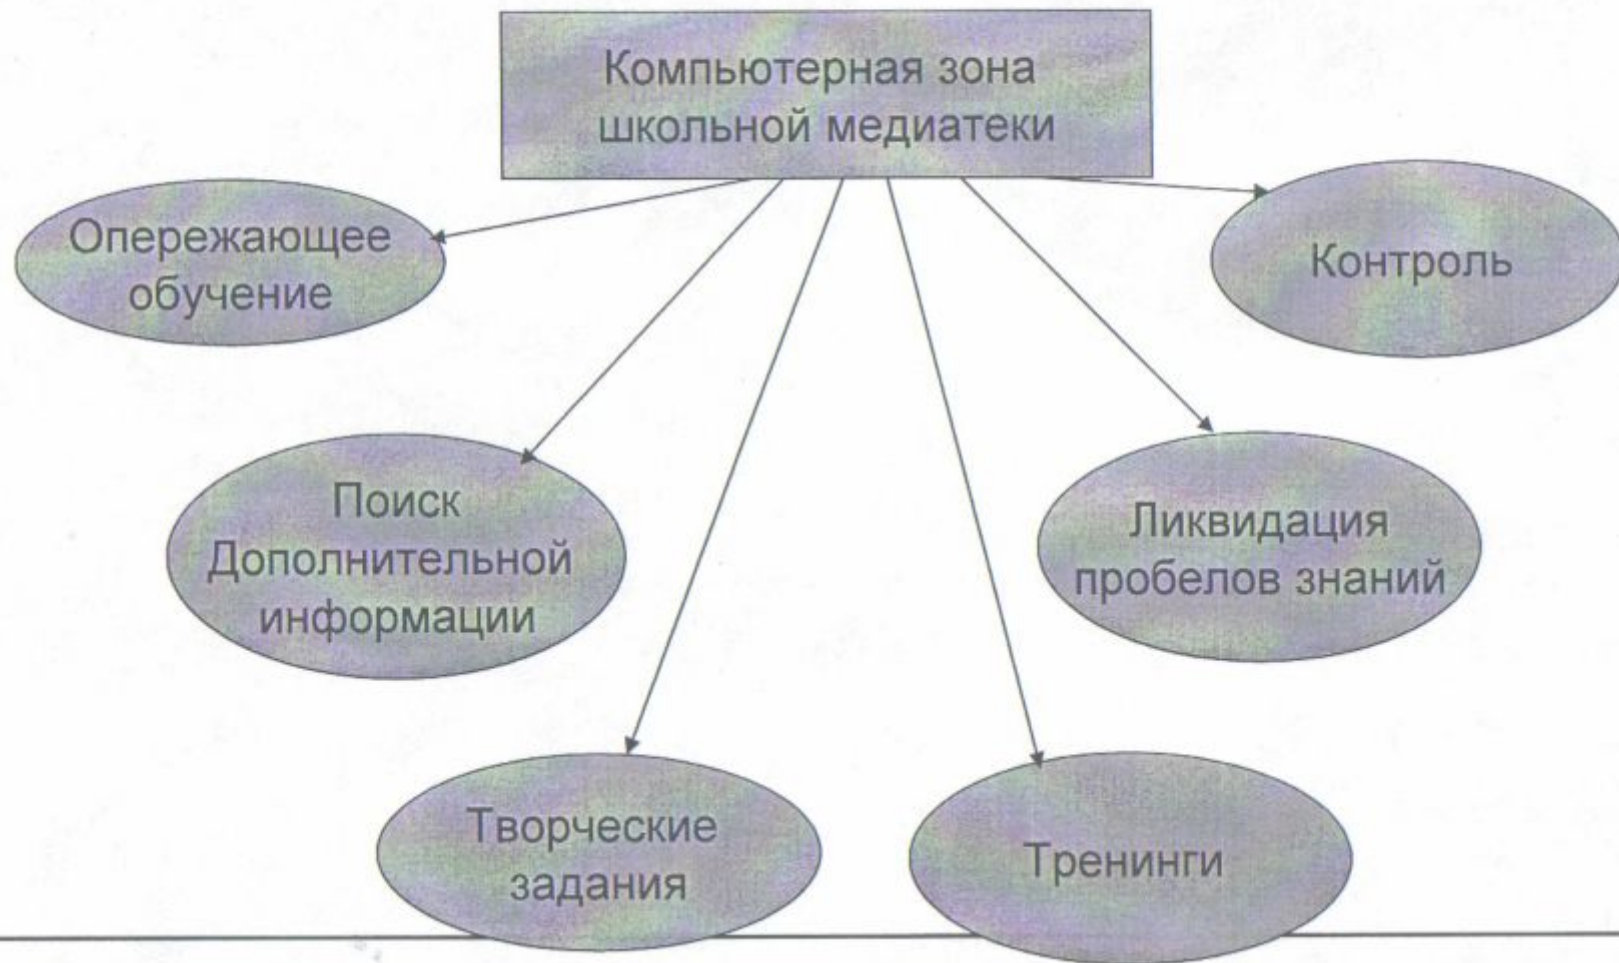 Компьютерная зона
школьной медиатеки
Опережающее
обучение
Контроль
Поиск
Дополнительной
информации
Ликвидация
пробелов знаний
Творческие
задания
Тренинги